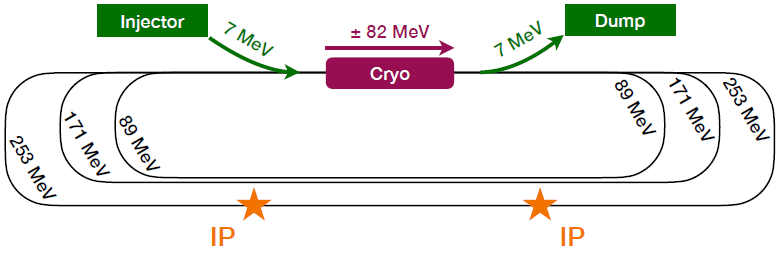 Injector
7 MeV
± 82 MeV
Cryo
7 MeV
Dump
253 MeV
171 MeV
89 MeV
89 MeV
171 MeV
253 MeV
IP
IP